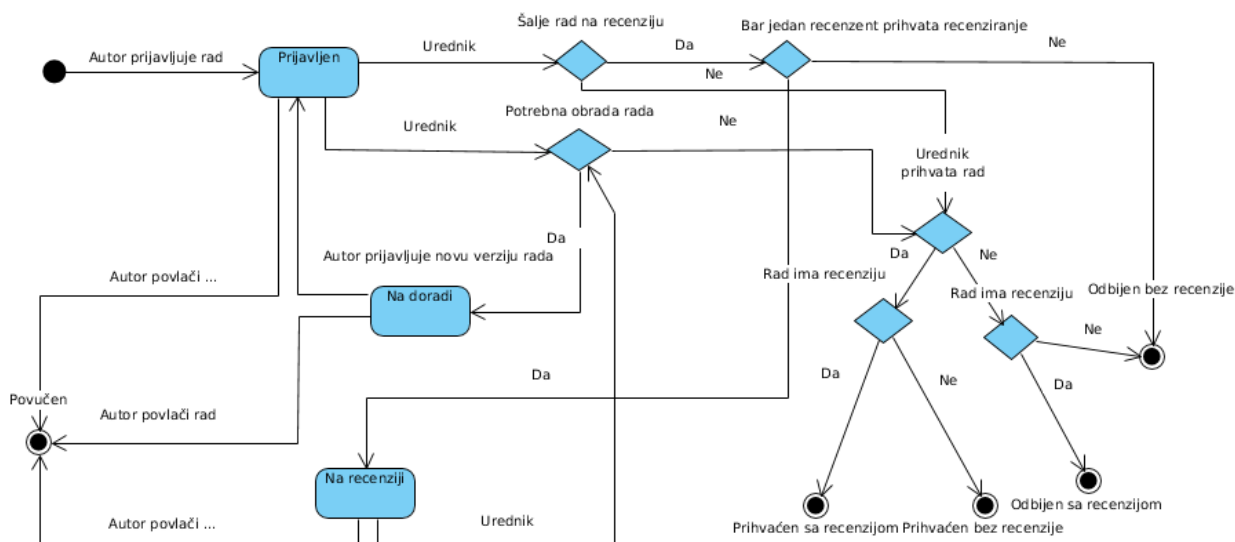 Šalje rad na recenziju
Bar jedan recenzent prihvata recenziranje
Autor prijavljuje rad
Prijavljen
Urednik
Da
Ne
Ne
Potrebna obrada rada
Urednik
Ne
Urednik
prihvata rad
Da
Autor prijavljuje novu verziju rada
Da
Ne
Autor povlači ...
Rad ima recenziju
Na doradi
Rad ima recenziju
Odbijen bez recenzije
Ne
Da
Da
Ne
Da
Povučen
Autor povlači rad
Na recenziji
Odbijen sa recenzijom
Autor povlači ...
Urednik
Prihvaćen sa recenzijom
Prihvaćen bez recenzije